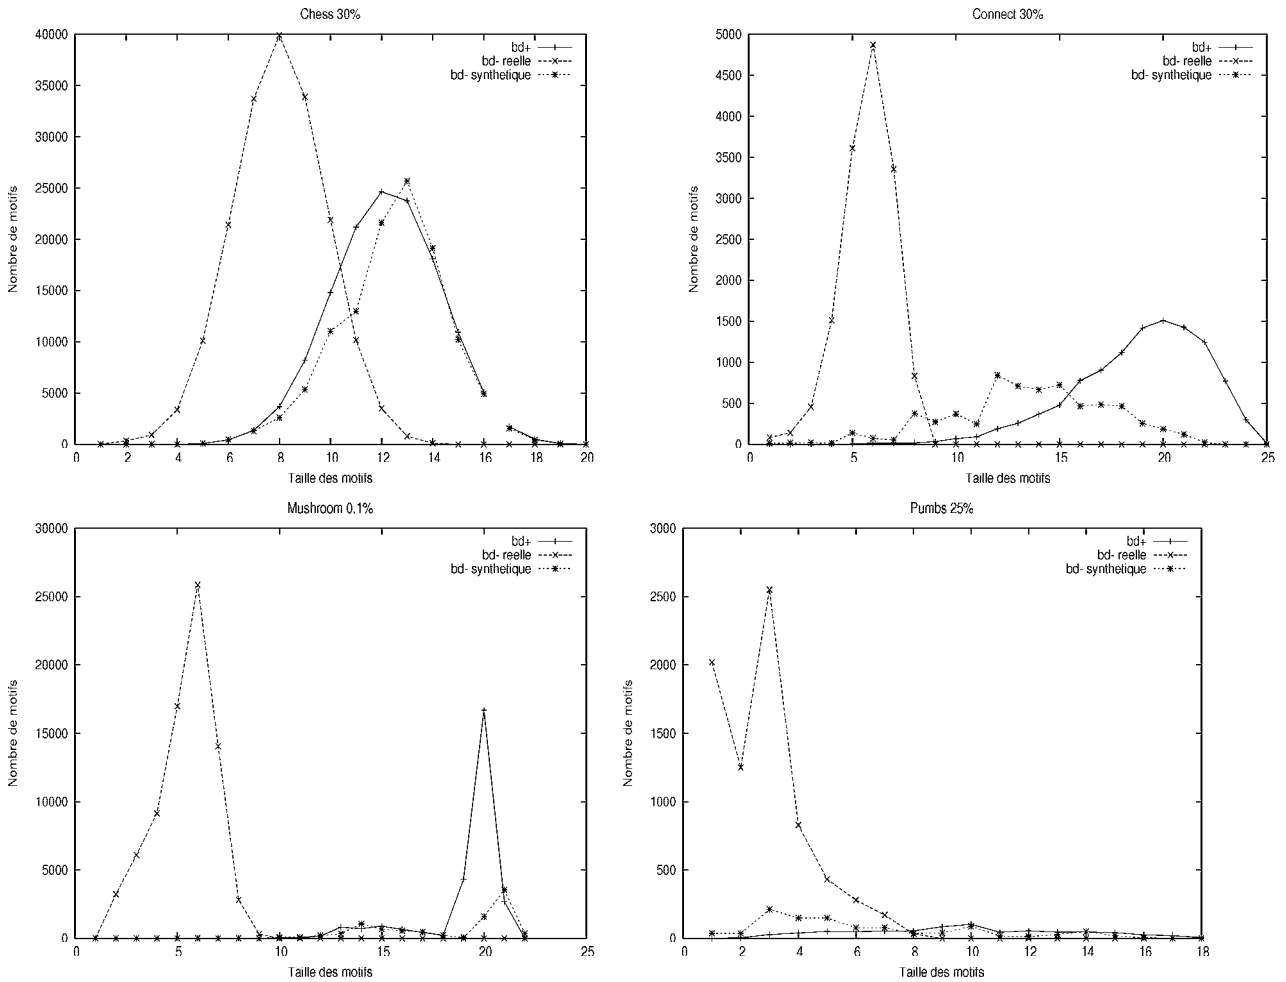 Chess 30%
40000
35000
30000
25000
20000
15000
10000
5000
0
0 2 4 6 8 10 12 14 16 18 20
Nombre de motifs
Taille des motifs
bd+
bd- reelle
bd- synthetique
Connect 30%
5000
4500
4000
3500
3000
2500
2000
1500
1000
500
0
0 5 10 15 20 25
Nombre de motifs
Taille des motifs
bd+
bd- reelle
bd- synthetique
Mushroom 0.1%
30000
25000
20000
15000
10000
5000
0
0 5 10 15 20 25
Nombre de motifs
Taille des motifs
bd+
bd- reelle
bd- synthetique
Pumbs 25%
3000
2500
2000
1500
1000
500
0
0 2 4 6 8 10 12 14 16 18
Nombre de motifs
Taille des motifs
bd+
bd- reelle
bd- synthetique